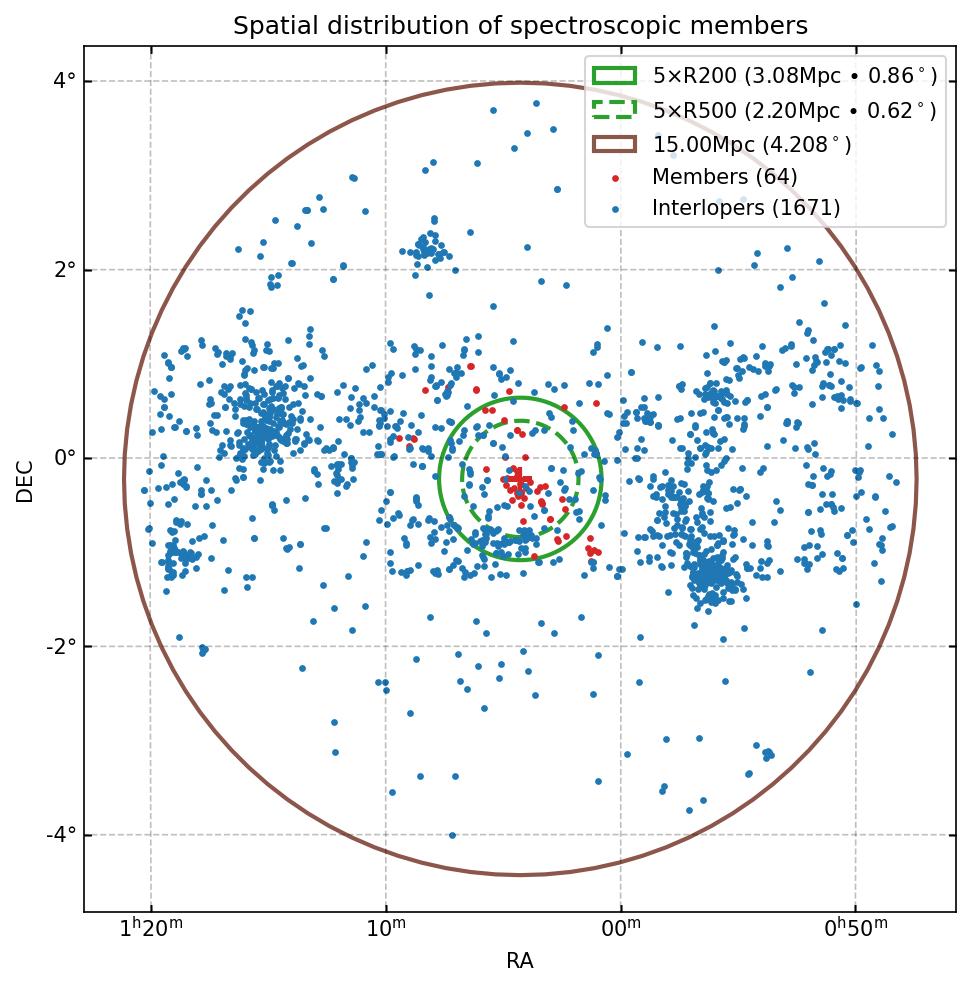 Spatial distribution of spectroscopic members
5×R200 (3.08Mpc • 0.86°)
5×R500 (2.20Mpc • 0.62°)
15.00Mpc (4.208°)
Members (64)
Interlopers (1671)
4°
2°
0°
-2°
-4°
DEC
1ʰ20ᵐ 10ᵐ 00ᵐ 0ʰ50ᵐ
RA